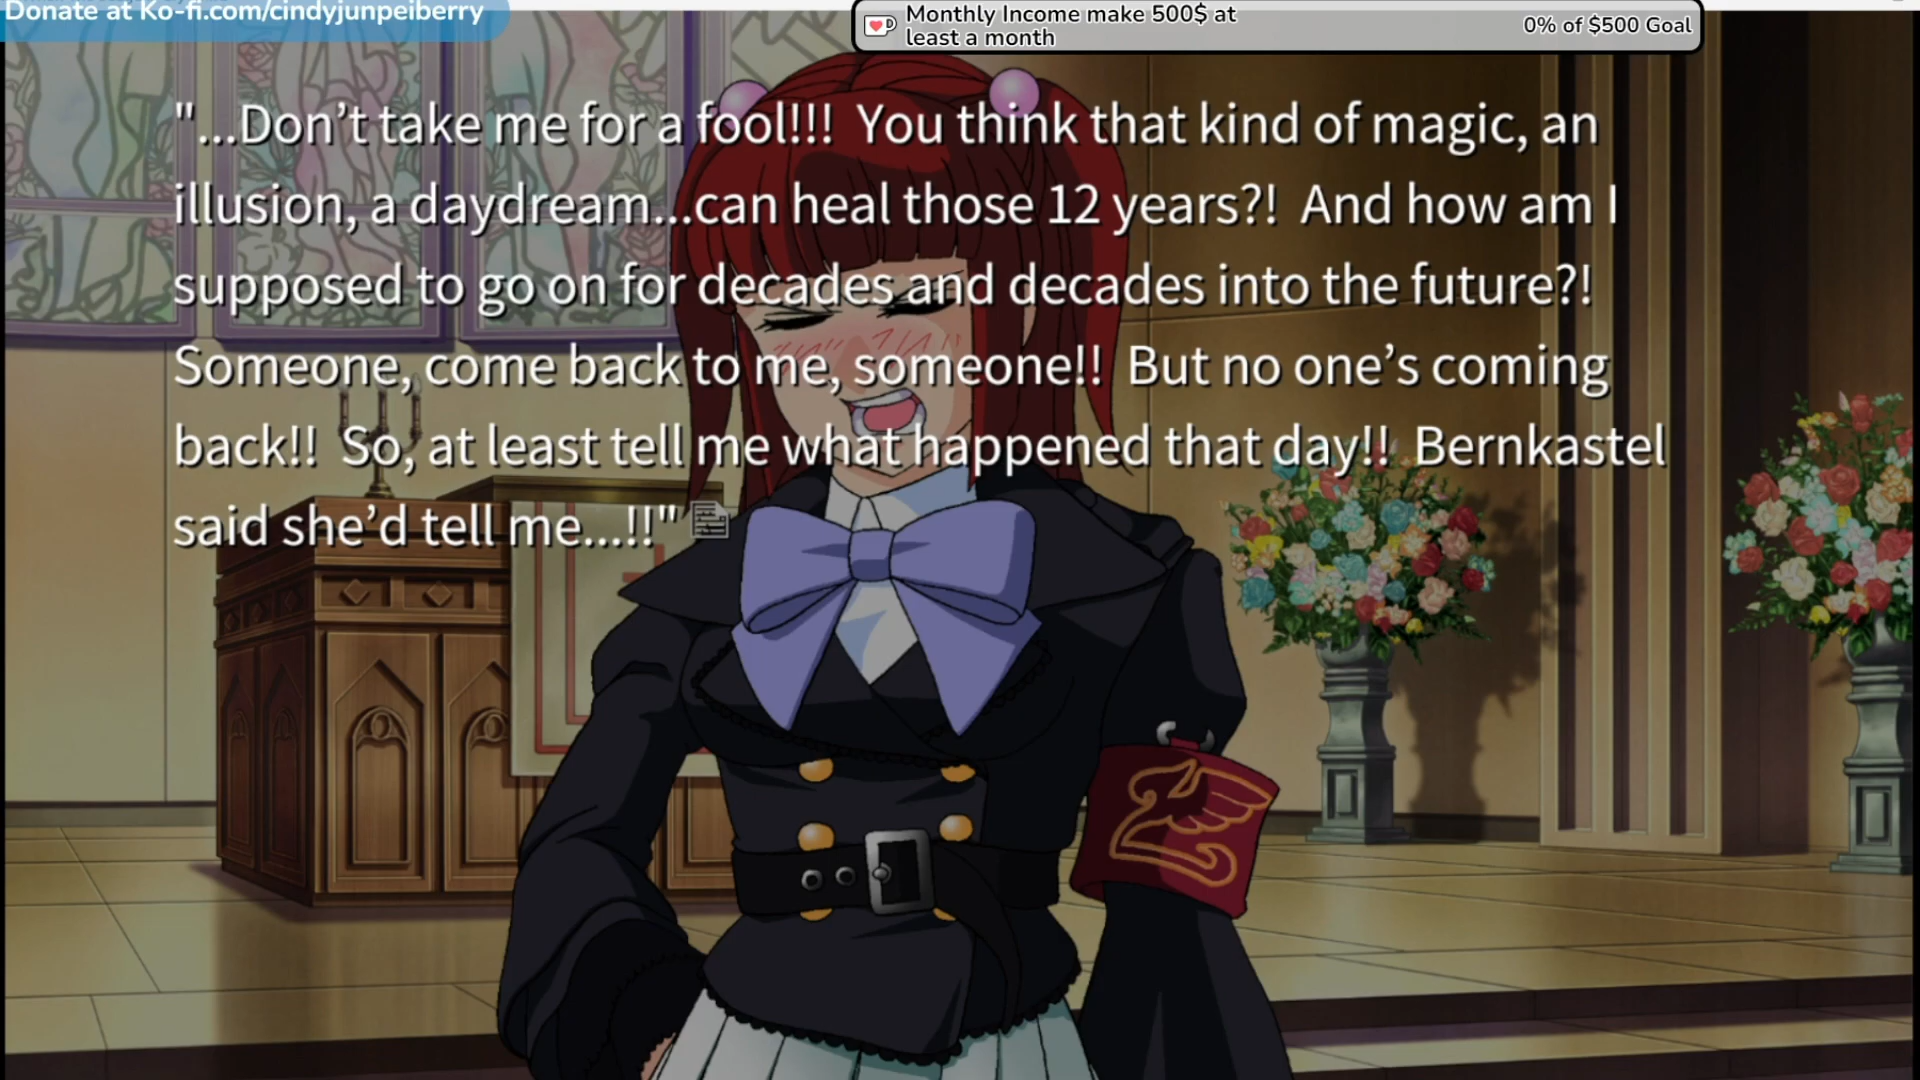 Donate at Ko-fi.com/cindyjunpeiberry
Monthly Income make 500$ at
least a month
0% of $500 Goal
"...Don’t take me for a fool!!!  You think that kind of magic, an
illusion, a daydream...can heal those 12 years?!  And how am I
supposed to go on for decades and decades into the future?!
Someone, come back to me, someone!!  But no one’s coming
back!!  So, at least tell me what happened that day!!  Bernkastel
said she’d tell me...!!"